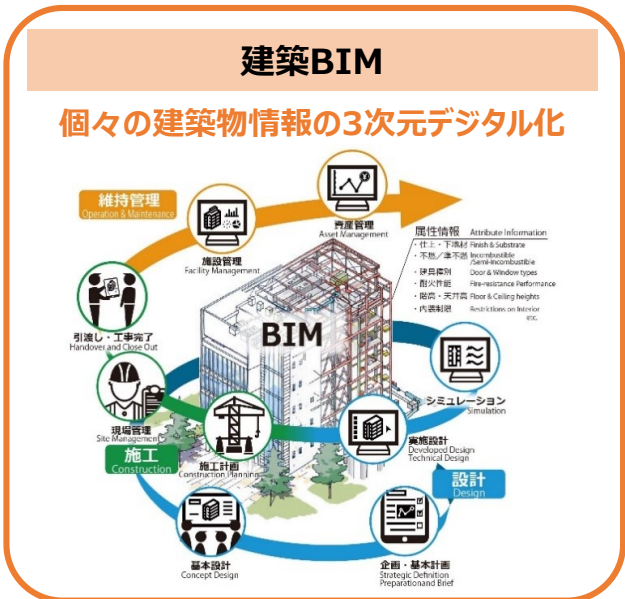 建築BIM
個々の建築物情報の3次元デジタル化
維持管理
Operation & Maintenance
資産管理
Asset Management
施設管理
Facility Management
属性情報 Attribute Information
・仕上・下地材 Finish & Substrate
・不燃／準不燃 Incombustible
/Semi-incombustible
・建具種別 Door & Window types
・耐火性能 Fire-resistance Performance
・階高・天井高 Floor & Ceiling heights
・内装制限 Restrictions on Interior
etc.
引渡し・工事完了
Handover and Close Out
BIM
シミュレーション
Simulation
現場管理
Site Management
施工
Construction
施工計画
Construction Planning
実施設計
Developed Design
Technical Design
設計
Design
基本設計
Concept Design
企画・基本計画
Strategic Definition
Preparationand Brief